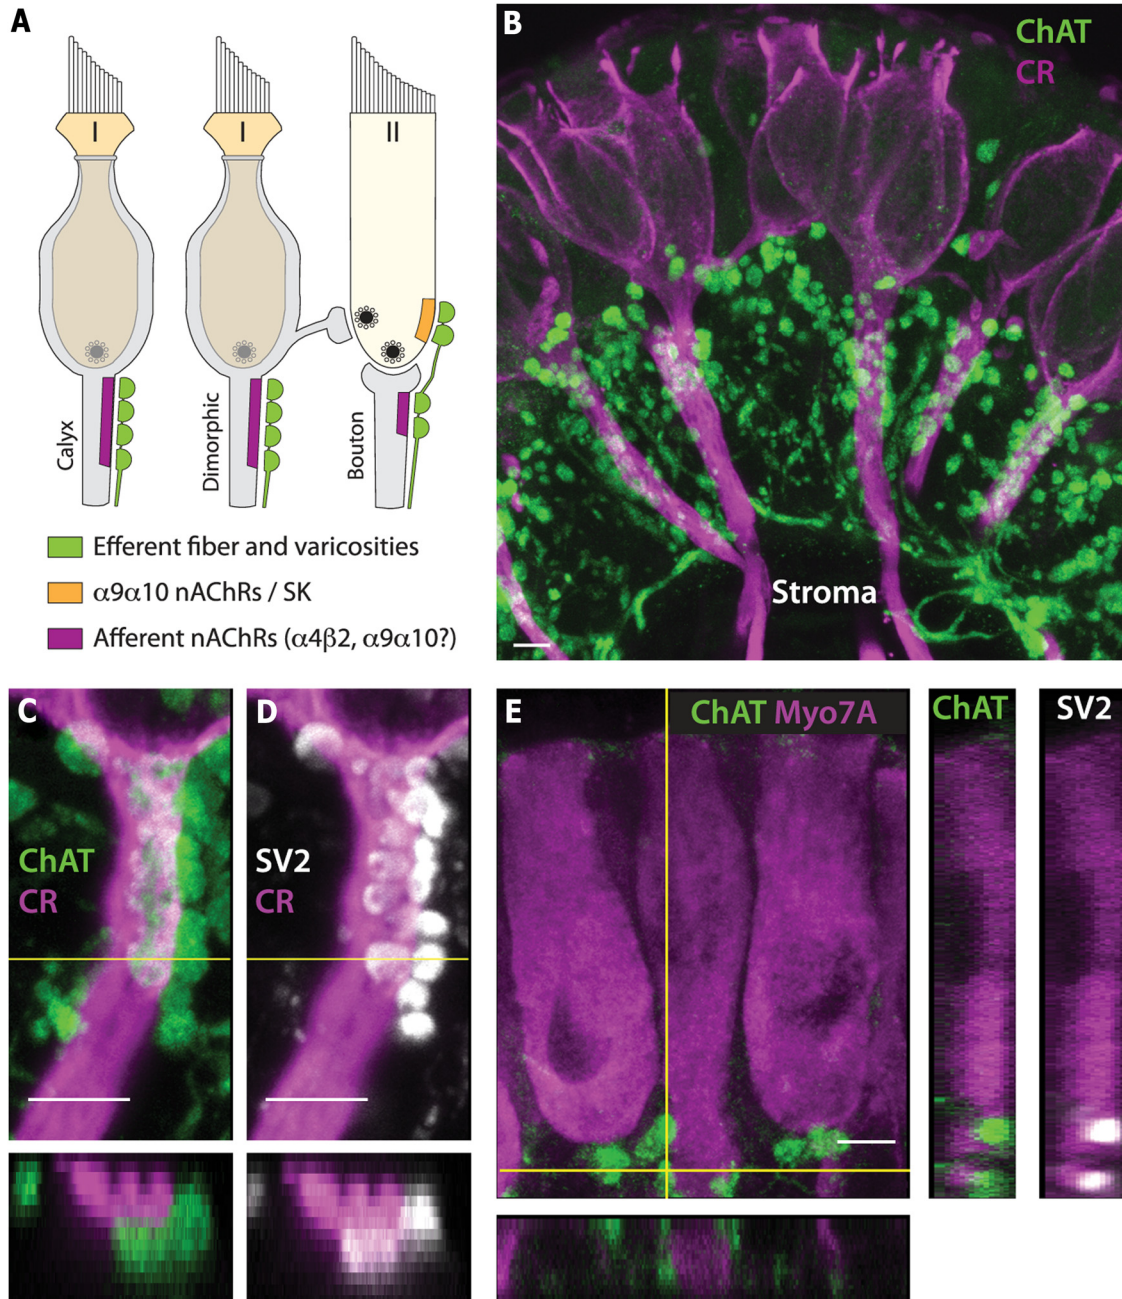 A
I
I
II
Calyx
Dimorphic
Bouton
Efferent fiber and varicosities
α9α10 nAChRs / SK
Afferent nAChRs (α4β2, α9α10?)
B
ChAT
CR
Stroma
C
ChAT
CR
D
SV2
CR
E
ChAT Myo7A
ChAT
SV2